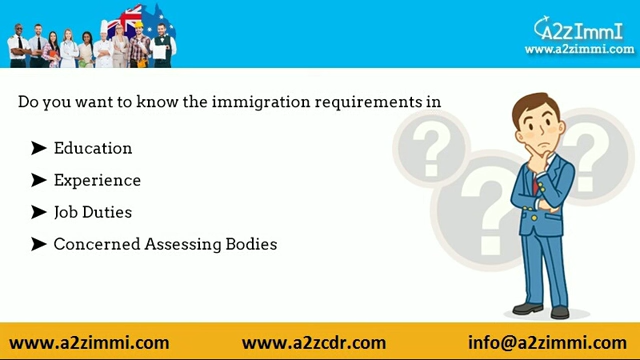 A2ZImmI
www.a2zimmi.com
Do you want to know the immigration requirements in
➤ Education
➤ Experience
➤ Job Duties
➤ Concerned Assessing Bodies
? ? ?
www.a2zimmi.com www.a2zcdr.com info@a2zimmi.com